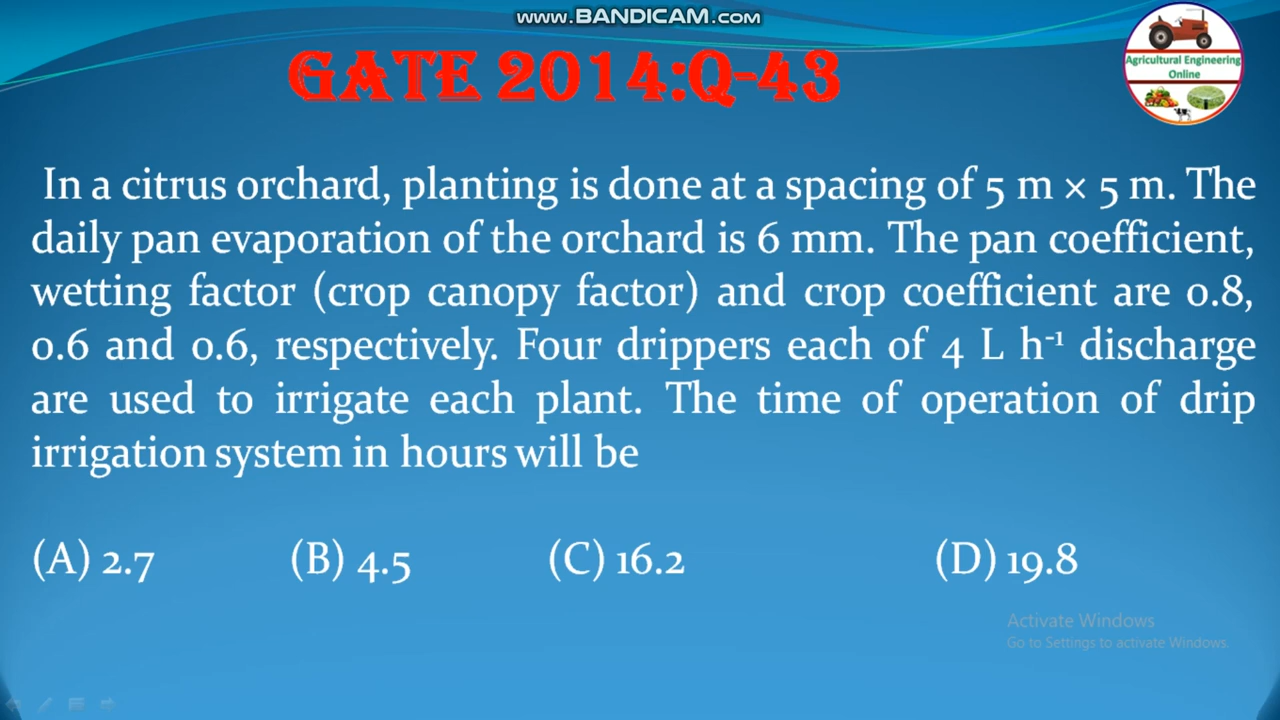 www.BANDICAM.com
GATE 2014:Q-43
Agricultural Engineering
Online
In a citrus orchard, planting is done at a spacing of 5 m × 5 m. The
daily pan evaporation of the orchard is 6 mm. The pan coefficient,
wetting factor (crop canopy factor) and crop coefficient are 0.8,
0.6 and 0.6, respectively. Four drippers each of 4 L h⁻¹ discharge
are used to irrigate each plant. The time of operation of drip
irrigation system in hours will be
(A) 2.7 (B) 4.5 (C) 16.2 (D) 19.8
Activate Windows
Go to Settings to activate Windows.